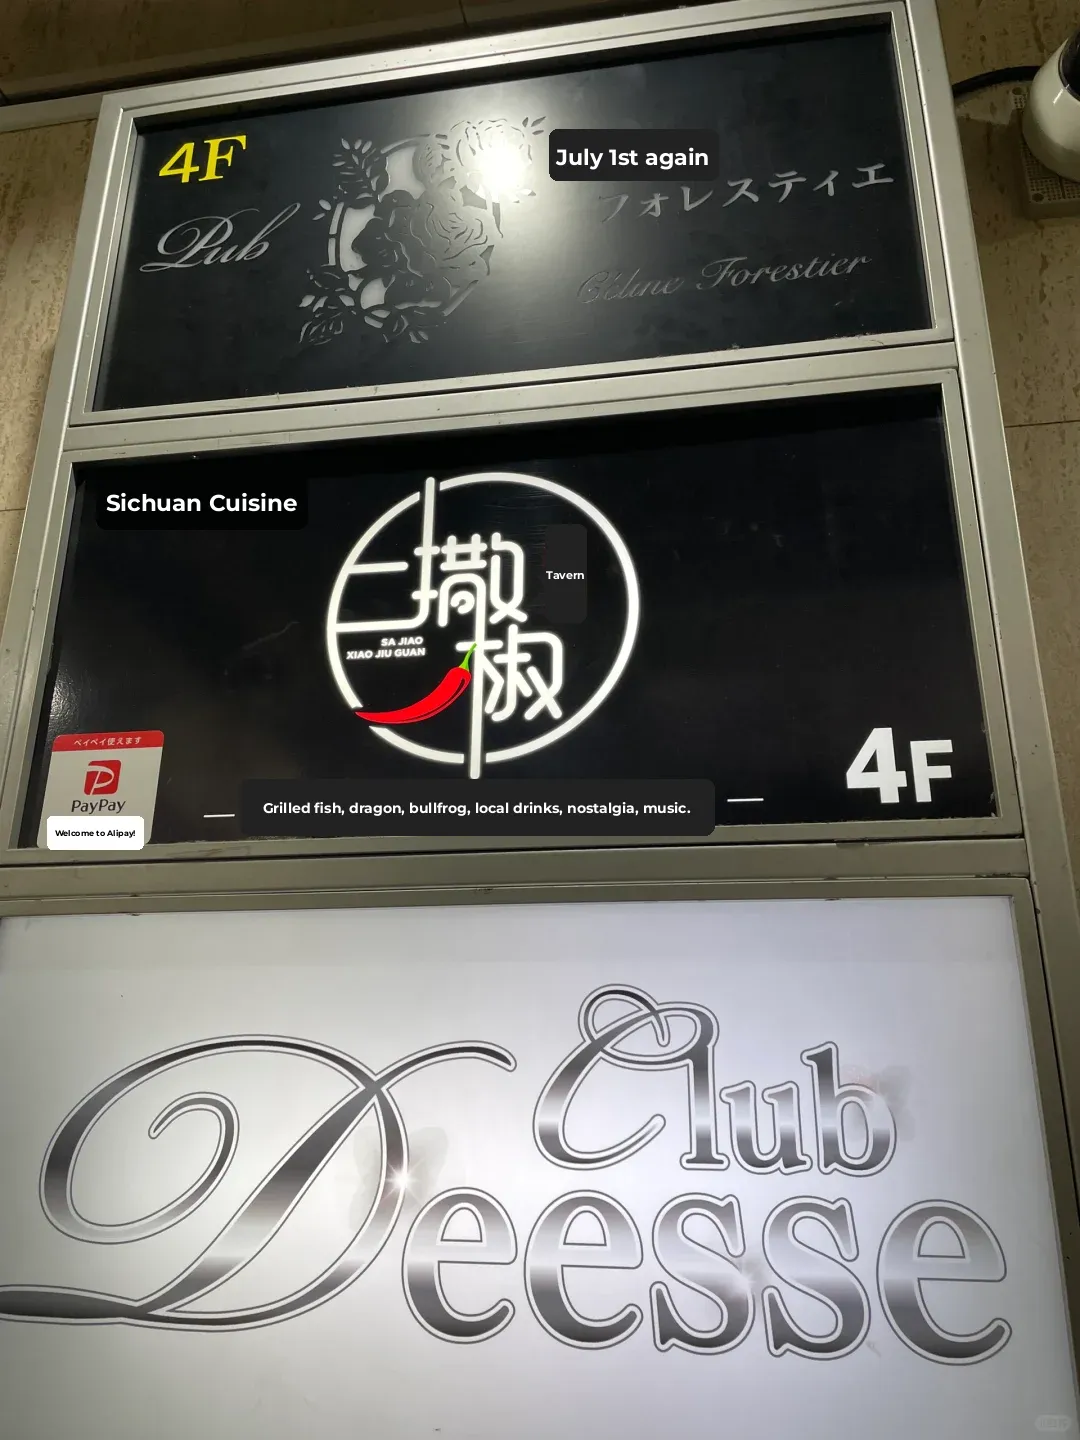 4F
July 1st again
Pub
フォレスティエ
Céline Forestier
Sichuan Cuisine
撒椒
Tavern
SA JIAO
XIAO JIU GUAN
ペイペイ使えます
PayPay
Welcome to Alipay!
Grilled fish, dragon, bullfrog, local drinks, nostalgia, music.
4F
Club
Deesse